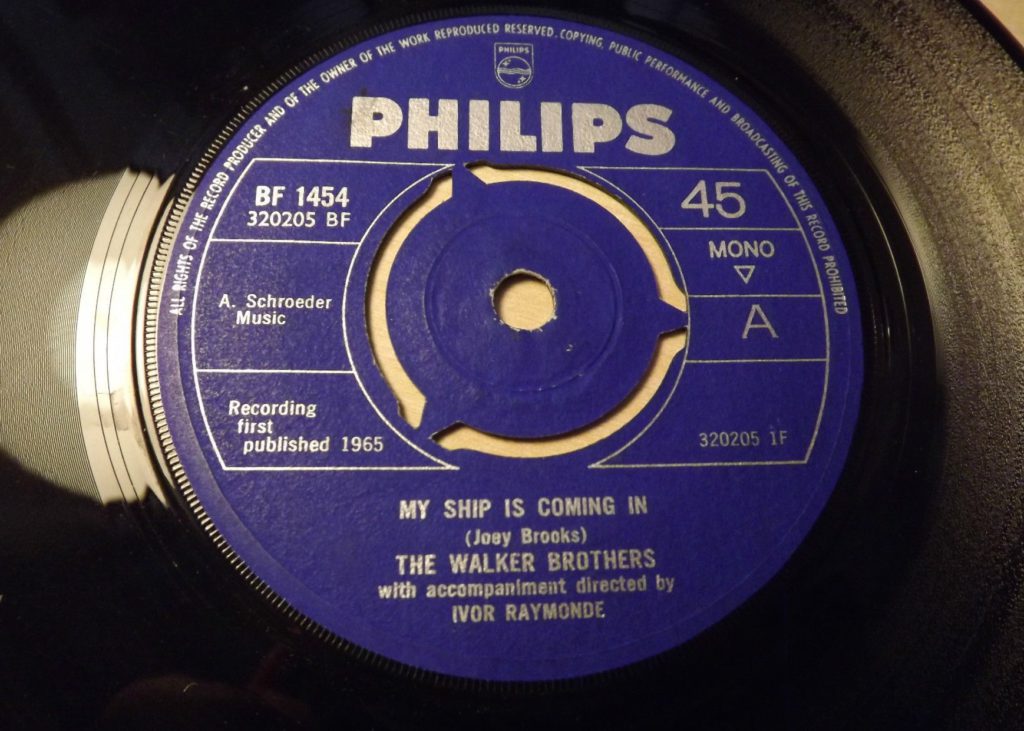 ALL RIGHTS OF THE RECORD PRODUCER AND OF THE OWNER OF THE WORK REPRODUCED RESERVED. COPYING, PUBLIC PERFORMANCE AND BROADCASTING OF THIS RECORD PROHIBITED
PHILIPS
PHILIPS
BF 1454
320205 BF
45
MONO
A. Schroeder
Music
A
Recording
first
published 1965
320205 1F
MY SHIP IS COMING IN
(Joey Brooks)
THE WALKER BROTHERS
with accompaniment directed by
IVOR RAYMONDE